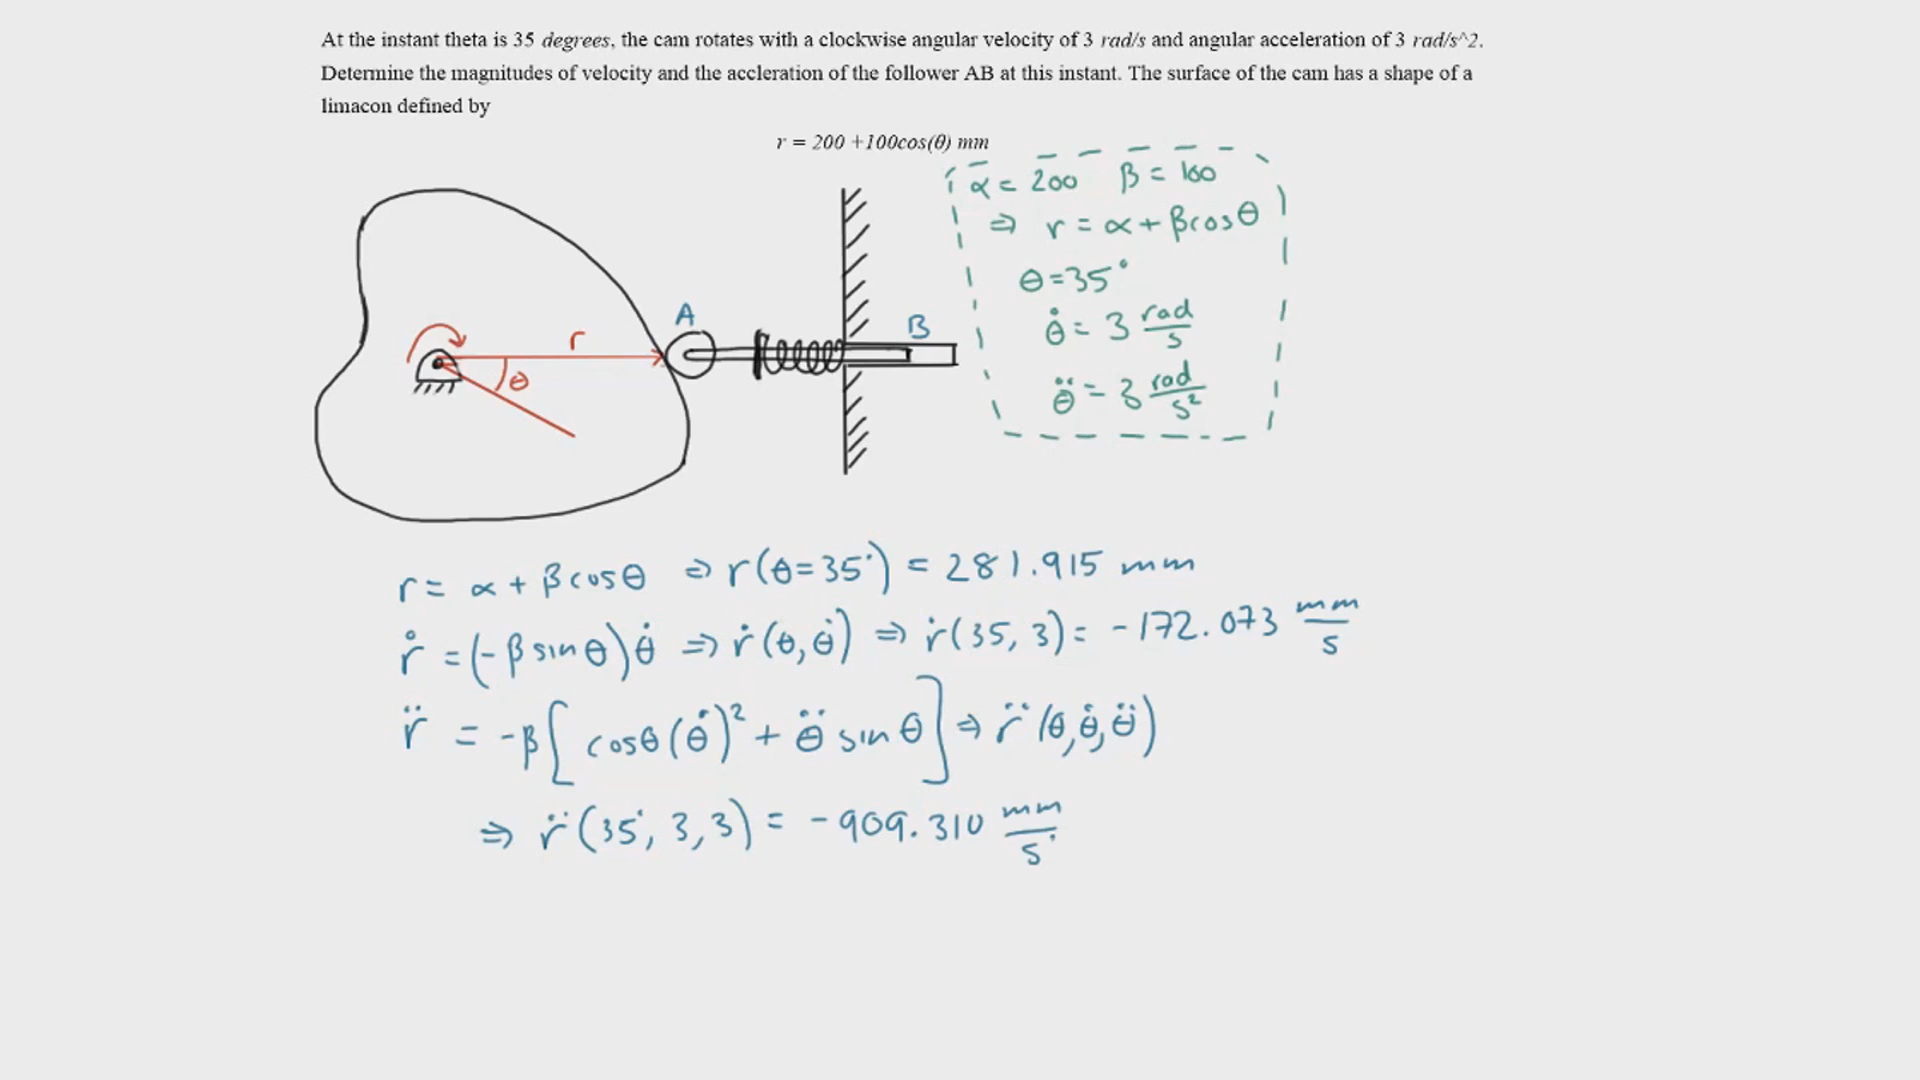 At the instant theta is 35 degrees, the cam rotates with a clockwise angular velocity of 3 rad/s and angular acceleration of 3 rad/s^2.
Determine the magnitudes of velocity and the accleration of the follower AB at this instant. The surface of the cam has a shape of a
limacon defined by
r = 200 +100cos(θ) mm
α = 200 β = 100
⇒ r = α + βcosθ
θ = 35°
θ̇ = 3 rad/s
θ̈ = 3 rad/s²
A
B
r
θ
r = α + βcosθ ⇒ r(θ=35°) = 281.915 mm
ṙ = (-β sinθ)θ̇ ⇒ ṙ(θ,θ̇) ⇒ ṙ(35, 3) = -172.073 mm/s
r̈ = -β[cosθ(θ̇)² + θ̈ sinθ] ⇒ r̈(θ,θ̇,θ̈)
⇒ r̈(35°, 3,3) = -909.310 mm/s²